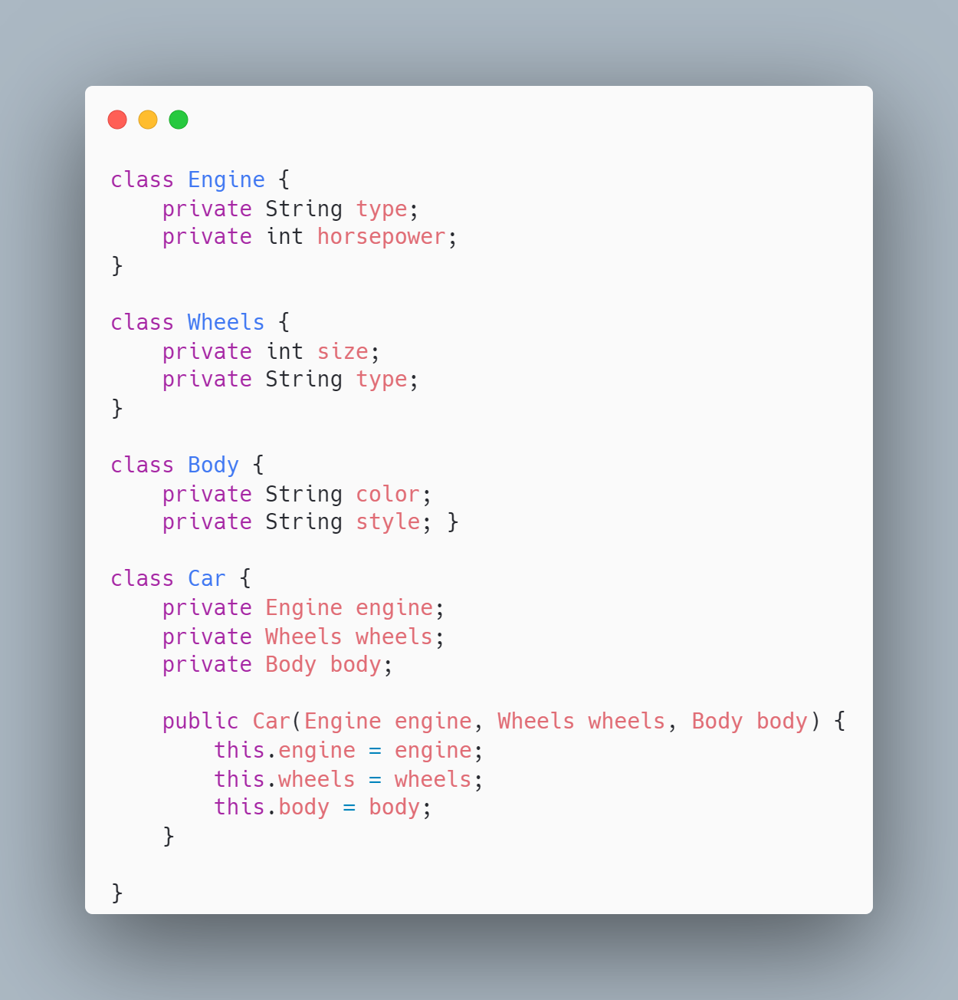 class Engine {
    private String type;
    private int horsepower;
}

class Wheels {
    private int size;
    private String type;
}

class Body {
    private String color;
    private String style; }

class Car {
    private Engine engine;
    private Wheels wheels;
    private Body body;

    public Car(Engine engine, Wheels wheels, Body body) {
        this.engine = engine;
        this.wheels = wheels;
        this.body = body;
    }

}